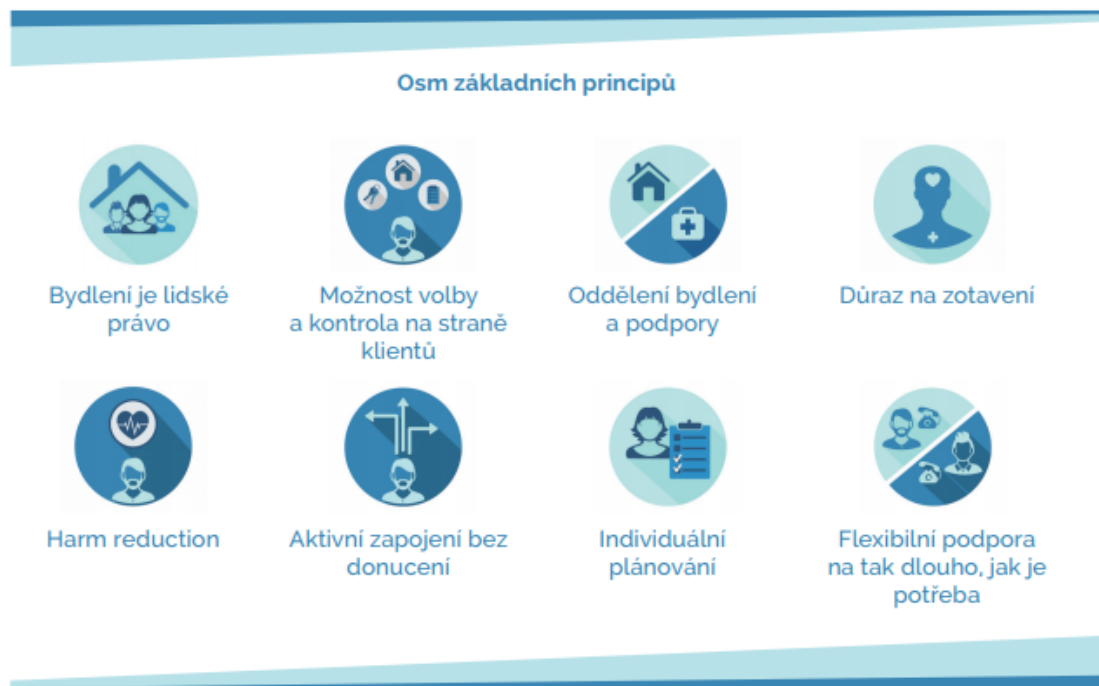 Osm základních principů
Bydlení je lidské
právo
Možnost volby
a kontrola na straně
klientů
Oddělení bydlení
a podpory
Důraz na zotavení
Harm reduction
Aktivní zapojení bez
donucení
Individuální
plánování
Flexibilní podpora
na tak dlouho, jak je
potřeba